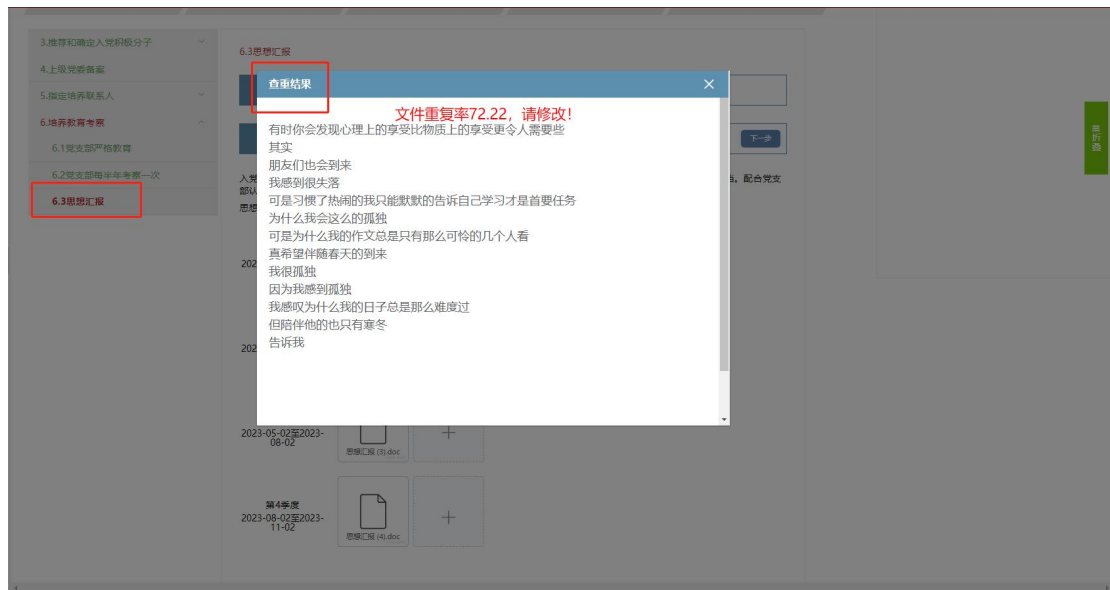 3.推荐和确定入党积极分子
4.上级党委备案
5.指定培养联系人
6.培养教育考察
6.1党支部严格教育
6.2党支部每半年考察一次
6.3思想汇报
6.3思想汇报
查重结果
文件重复率72.22，请修改！
有时你会发现心理上的享受比物质上的享受更令人需要些
其实
朋友们也会到来
我感到很失落
可是习惯了热闹的我只能默默的告诉自己学习才是首要任务
为什么我会这么的孤独
可是为什么我的作文总是只有那么可怜的几个人看
真希望伴随春天的到来
我很孤独
因为我感到孤独
我感叹为什么我的日子总是那么难度过
但陪伴他的也只有寒冬
告诉我
下一步
入党
配合党支
部认
思想
202
202
2023-05-02至2023-
08-02
思想汇报 (3).doc
第4季度
2023-08-02至2023-
11-02
思想汇报 (4).doc
折叠